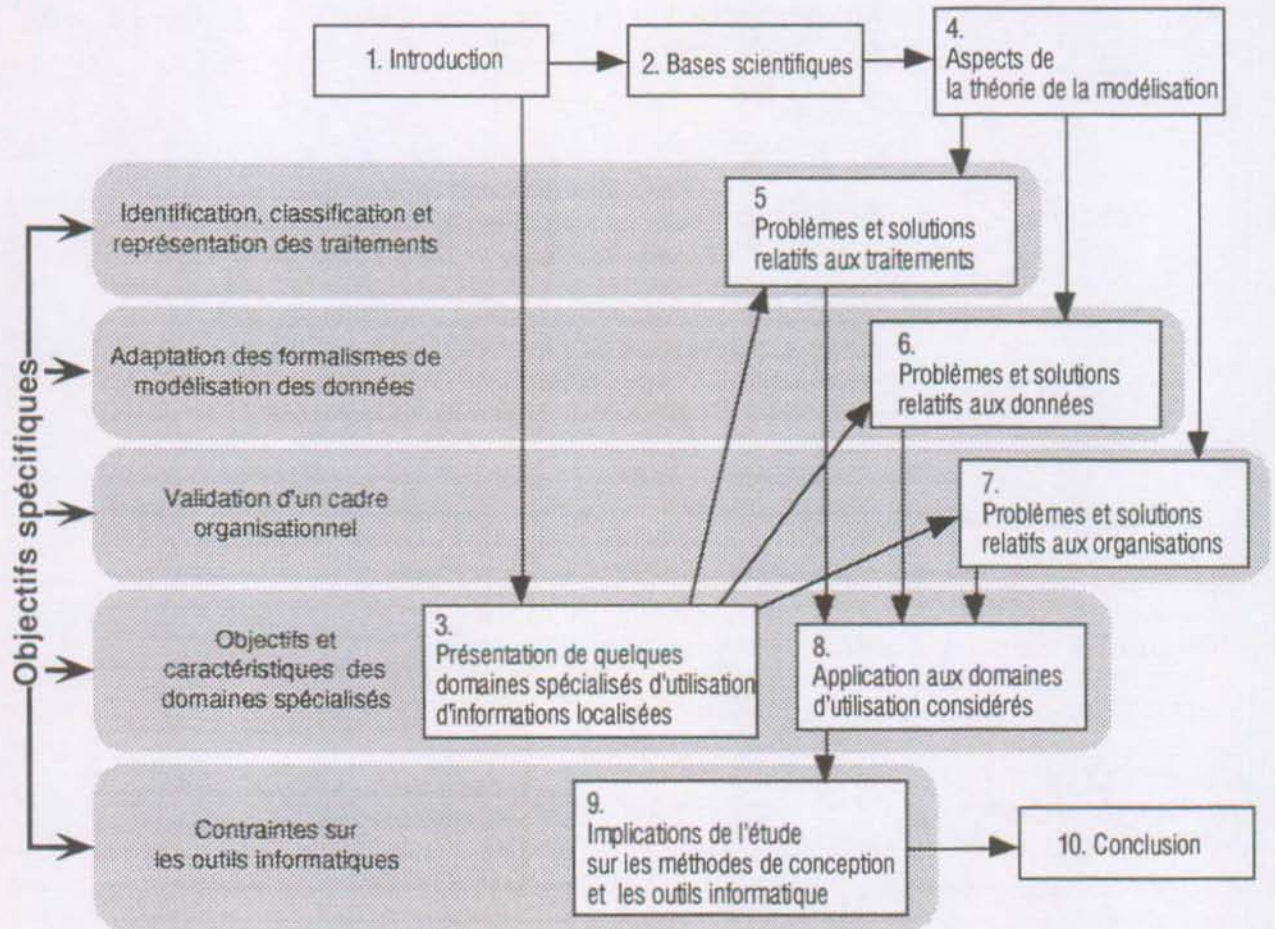 1. Introduction
2. Bases scientifiques
4.
Aspects de
la théorie de la modélisation
Objectifs spécifiques
Identification, classification et
représentation des traitements
5
Problèmes et solutions
relatifs aux traitements
Adaptation des formalismes de
modélisation des données
6.
Problèmes et solutions
relatifs aux données
Validation d'un cadre
organisationnel
7.
Problèmes et solutions
relatifs aux organisations
Objectifs et
caractéristiques des
domaines spécialisés
3.
Présentation de quelques
domaines spécialisés d'utilisation
d'informations localisées
8.
Application aux domaines
d'utilisation considérés
Contraintes sur
les outils informatiques
9.
Implications de l'étude
sur les méthodes de conception
et les outils informatique
10. Conclusion